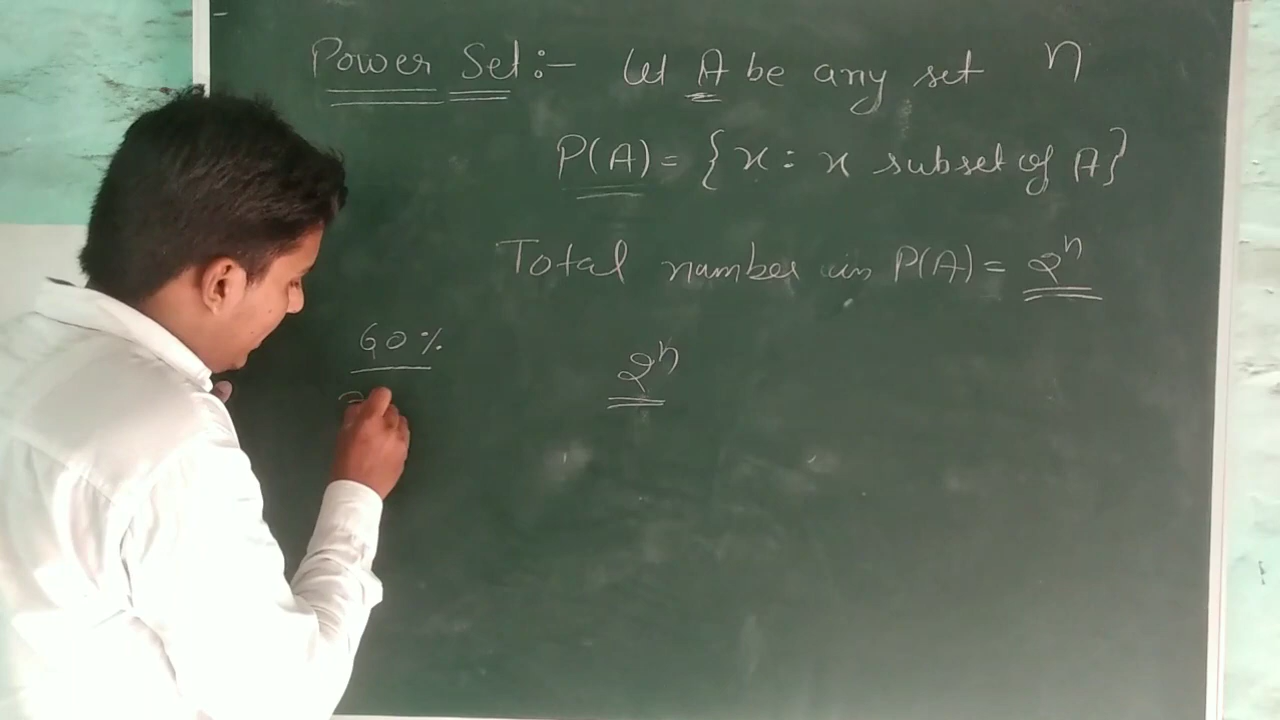 Power Set:- Let A be any set n
P(A) = {x : x subset of A}
Total number in P(A) = 2ⁿ
60%
2ⁿ